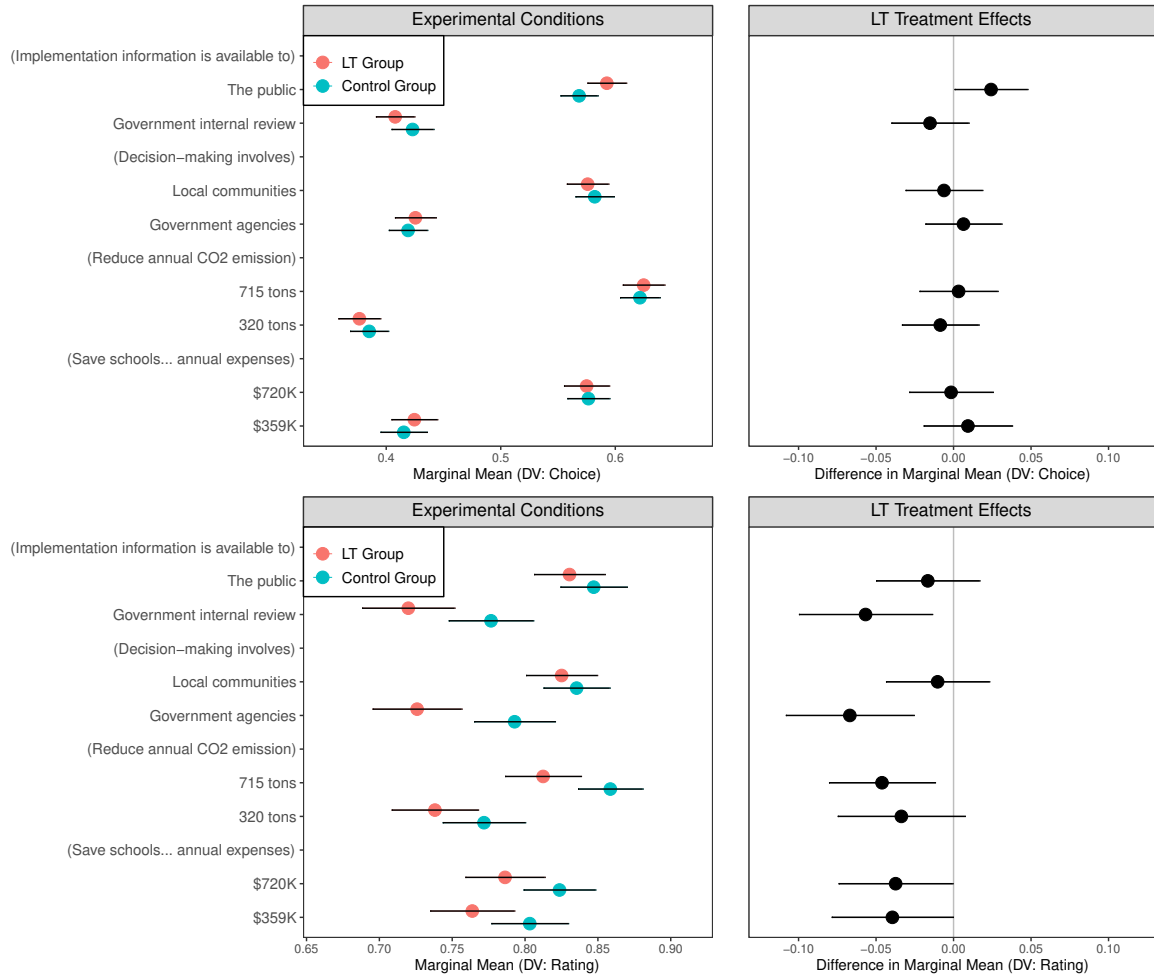 Experimental Conditions
LT Treatment Effects
LT Group
Control Group
(Implementation information is available to)
The public
Government internal review
(Decision−making involves)
Local communities
Government agencies
(Reduce annual CO2 emission)
715 tons
320 tons
(Save schools... annual expenses)
$720K
$359K
0.4 0.5 0.6
Marginal Mean (DV: Choice)
−0.10 −0.05 0.00 0.05 0.10
Difference in Marginal Mean (DV: Choice)
Experimental Conditions
LT Treatment Effects
LT Group
Control Group
(Implementation information is available to)
The public
Government internal review
(Decision−making involves)
Local communities
Government agencies
(Reduce annual CO2 emission)
715 tons
320 tons
(Save schools... annual expenses)
$720K
$359K
0.65 0.70 0.75 0.80 0.85 0.90
Marginal Mean (DV: Rating)
−0.10 −0.05 0.00 0.05 0.10
Difference in Marginal Mean (DV: Rating)